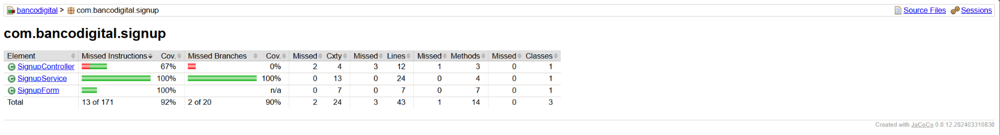 bancodigital > com.bancodigital.signup Source Files Sessions
com.bancodigital.signup
Element Missed Instructions Cov. Missed Branches Cov. Missed Cxty Missed Lines Missed Methods Missed Classes
SignupController 67% 0% 2 4 3 12 1 3 0 1
SignupService 100% 100% 0 13 0 24 0 4 0 1
SignupForm 100% n/a 0 7 0 7 0 7 0 1
Total 13 of 171 92% 2 of 20 90% 2 24 3 43 1 14 0 3
Created with JaCoCo 0.8.12.202403310830